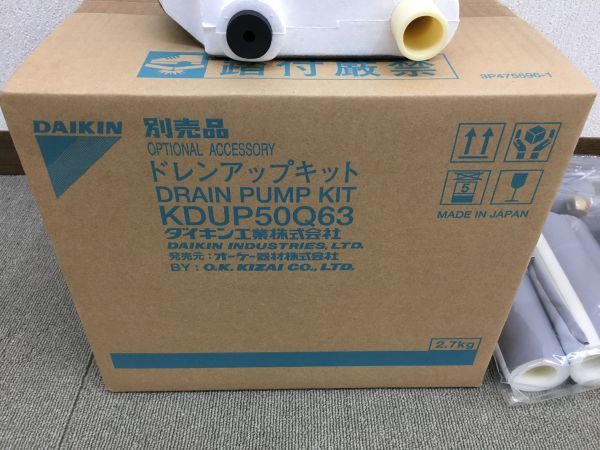 踏付厳禁
3P475696-1
DAIKIN
別売品
OPTIONAL ACCESSORY
ドレンアップキット
DRAIN PUMP KIT
KDUP50Q63
ダイキン工業株式会社
DAIKIN INDUSTRIES, LTD.
発売元:オーケー器材株式会社
BY: O.K. KIZAI CO., LTD.
5
MADE IN JAPAN
2.7kg